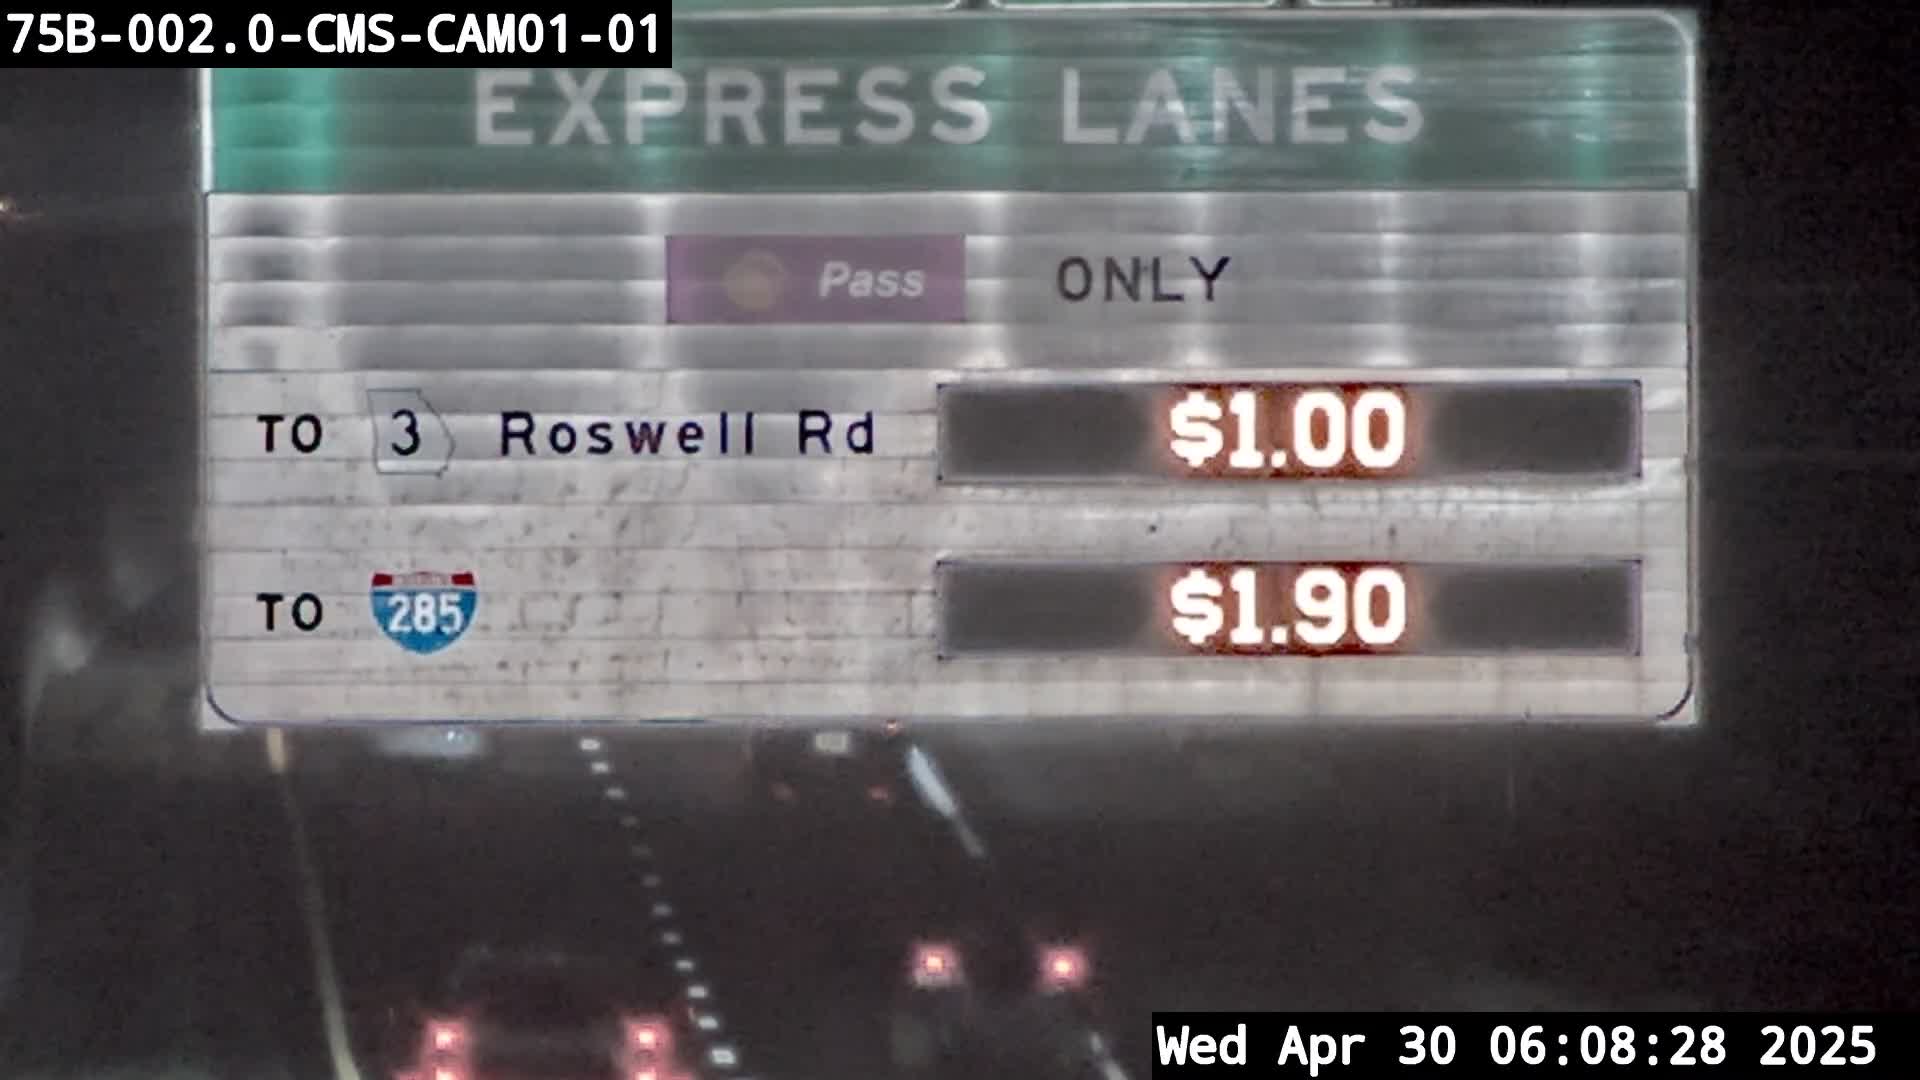 75B-002.0-CMS-CAM01-01
EXPRESS LANES
Pass ONLY
TO 3 Roswell Rd $1.00
TO 285 $1.90
Wed Apr 30 06:08:28 2025